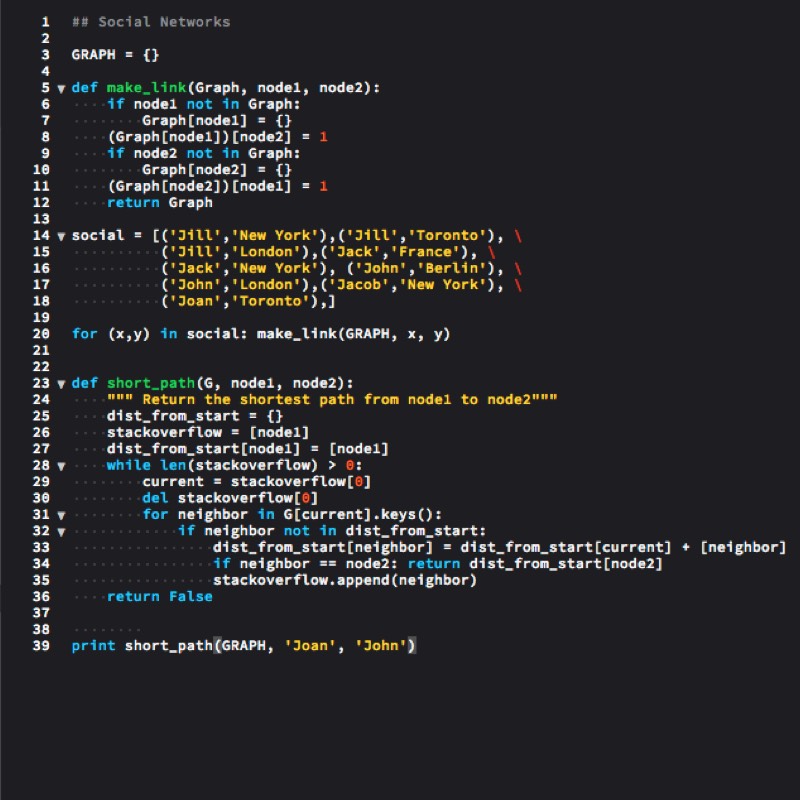 1 ## Social Networks
2
3 GRAPH = {}
4
5 ▼ def make_link(Graph, node1, node2):
6     if node1 not in Graph:
7         Graph[node1] = {}
8     (Graph[node1])[node2] = 1
9     if node2 not in Graph:
10         Graph[node2] = {}
11     (Graph[node2])[node1] = 1
12     return Graph
13
14 ▼ social = [('Jill','New York'),('Jill','Toronto'), \
15           ('Jill','London'),('Jack','France'), \
16           ('Jack','New York'), ('John','Berlin'), \
17           ('John','London'),('Jacob','New York'), \
18           ('Joan','Toronto'),]
19
20 for (x,y) in social: make_link(GRAPH, x, y)
21
22
23 ▼ def short_path(G, node1, node2):
24     """ Return the shortest path from node1 to node2"""
25     dist_from_start = {}
26     stackoverflow = [node1]
27     dist_from_start[node1] = [node1]
28 ▼     while len(stackoverflow) > 0:
29         current = stackoverflow[0]
30         del stackoverflow[0]
31 ▼         for neighbor in G[current].keys():
32 ▼             if neighbor not in dist_from_start:
33                 dist_from_start[neighbor] = dist_from_start[current] + [neighbor]
34                 if neighbor == node2: return dist_from_start[node2]
35                 stackoverflow.append(neighbor)
36     return False
37
38
39 print short_path(GRAPH, 'Joan', 'John')